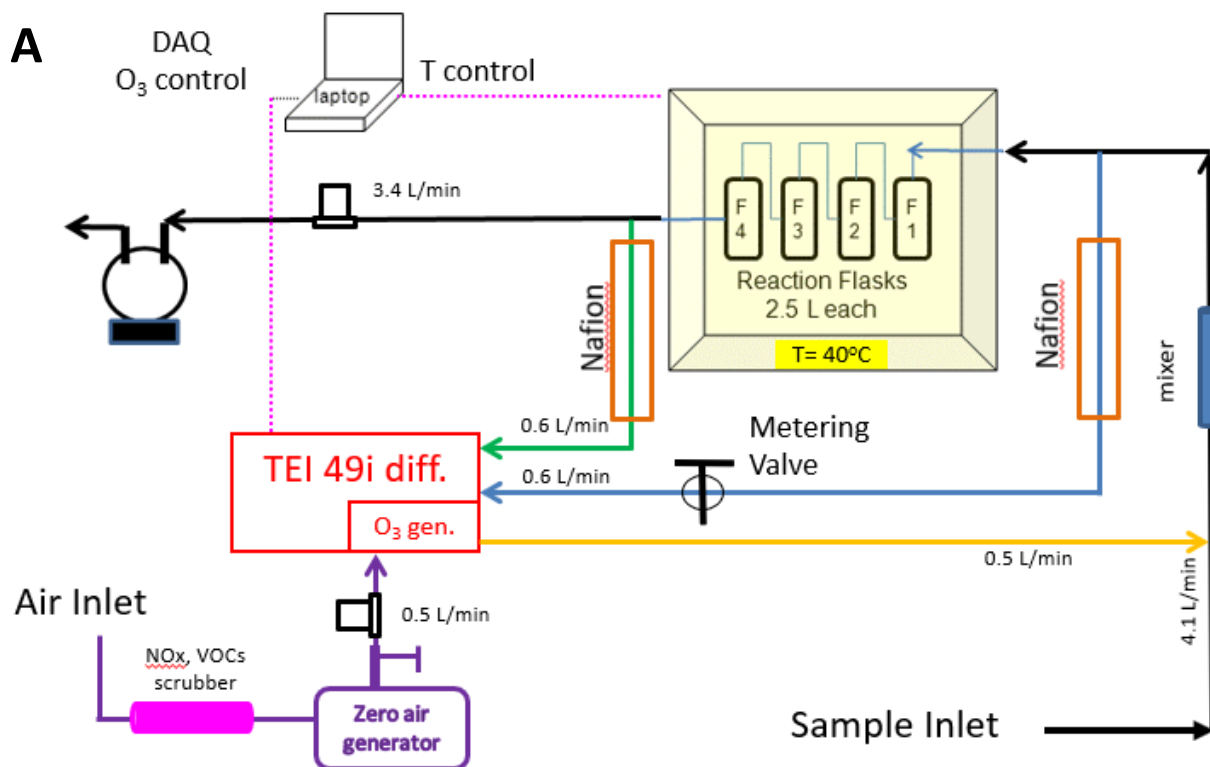 A
DAQ
O₃ control
T control
laptop
3.4 L/min
F
4
F
3
F
2
F
1
Reaction Flasks
2.5 L each
T= 40ºC
Nafion
Nafion
mixer
0.6 L/min
Metering
Valve
TEI 49i diff.
0.6 L/min
O₃ gen.
0.5 L/min
4.1 L/min
Air Inlet
0.5 L/min
NOx, VOCs
scrubber
Zero air
generator
Sample Inlet